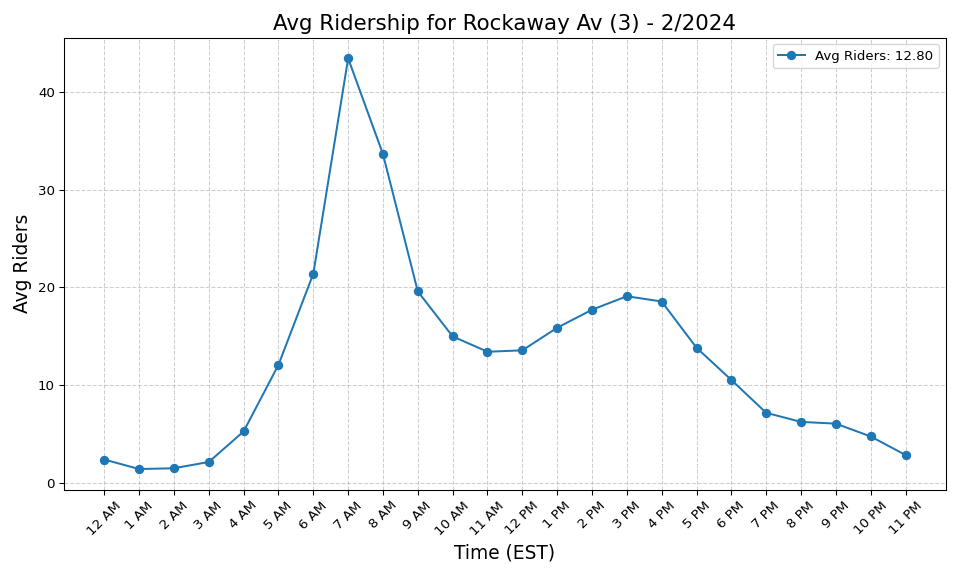 Avg Ridership for Rockaway Av (3) - 2/2024
Avg Riders: 12.80
Avg Riders
40
30
20
10
0
12 AM
1 AM
2 AM
3 AM
4 AM
5 AM
6 AM
7 AM
8 AM
9 AM
10 AM
11 AM
12 PM
1 PM
2 PM
3 PM
4 PM
5 PM
6 PM
7 PM
8 PM
9 PM
10 PM
11 PM
Time (EST)